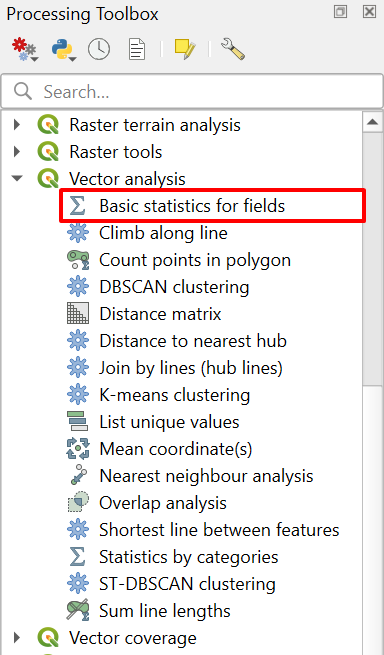 Processing Toolbox
Search...
Raster terrain analysis
Raster tools
Vector analysis
Basic statistics for fields
Climb along line
Count points in polygon
DBSCAN clustering
Distance matrix
Distance to nearest hub
Join by lines (hub lines)
K-means clustering
List unique values
Mean coordinate(s)
Nearest neighbour analysis
Overlap analysis
Shortest line between features
Statistics by categories
ST-DBSCAN clustering
Sum line lengths
Vector coverage